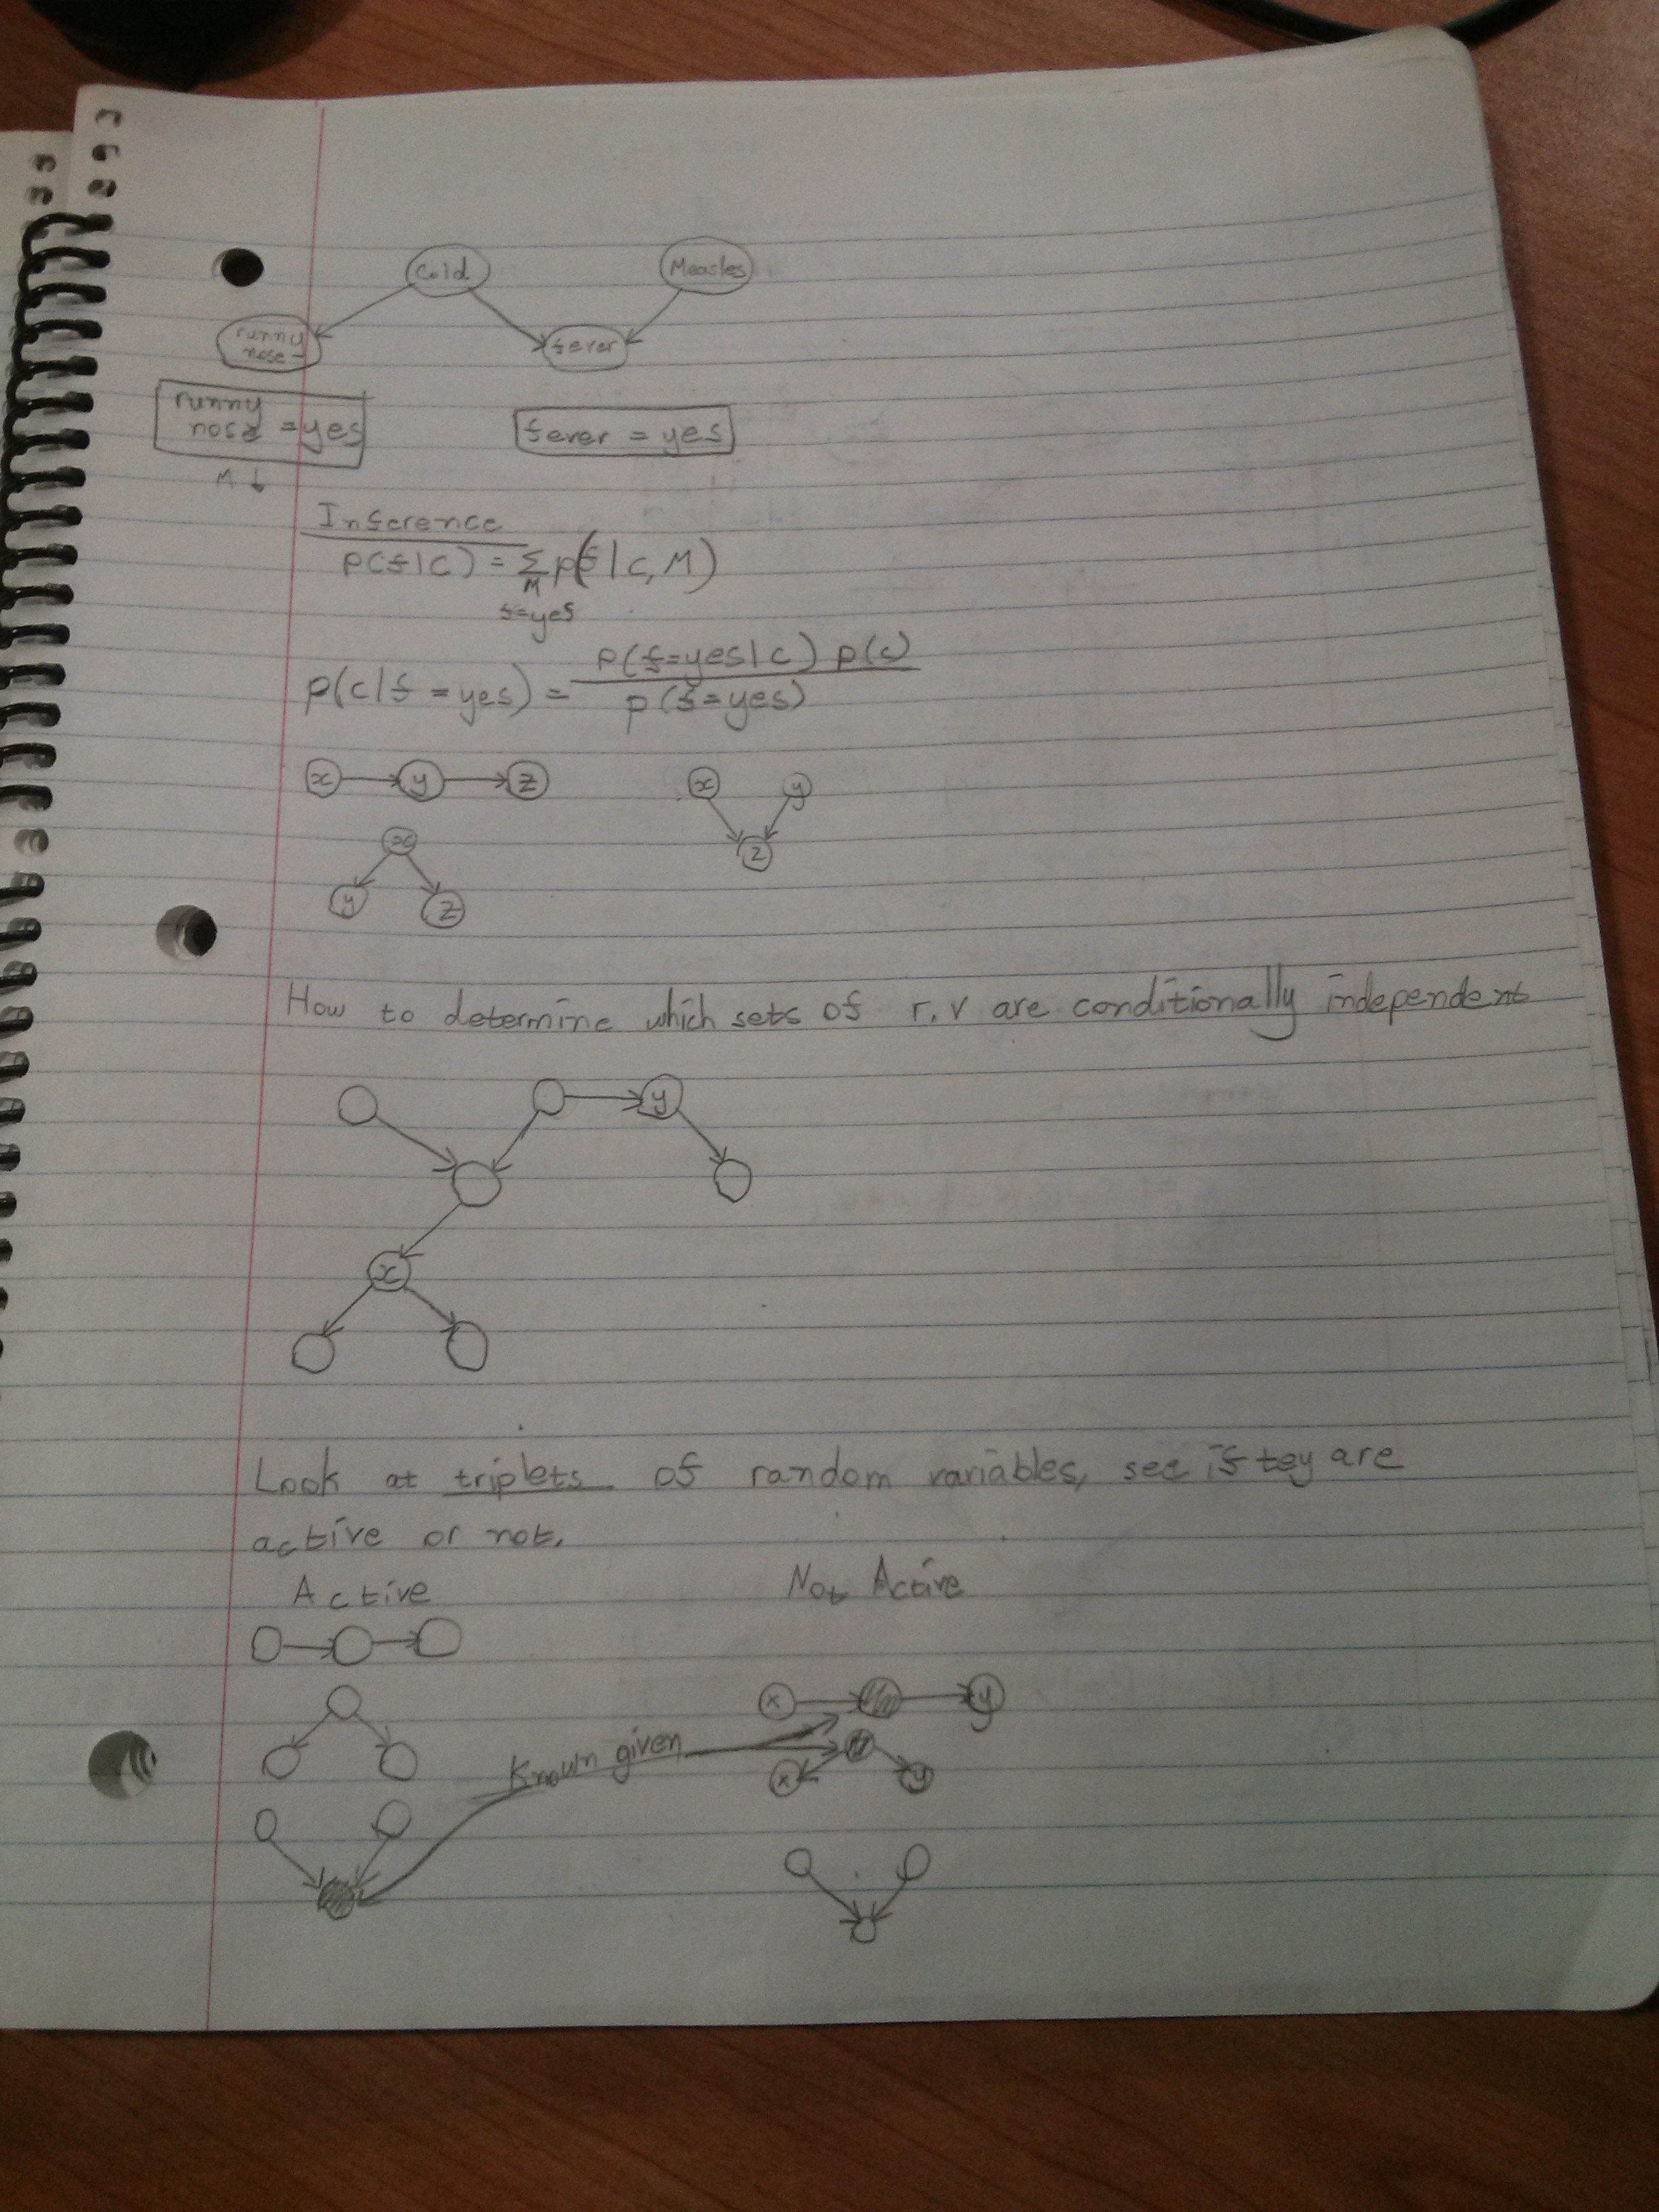 Cold Measles
runny
nose
fever
runny
nose = yes
fever = yes
M ↓
Inference
p(f|c) = Σ p(f|c, M)
M
f=yes
p(f=yes|c) p(c)
p(c|f = yes) =
p(f=yes)
x y z x y
x z
y z
How to determine which sets of r.v are conditionally independent
y
x
Look at triplets of random variables, see if tey are
active or not.
Active Not Active
x y
Known given
x y